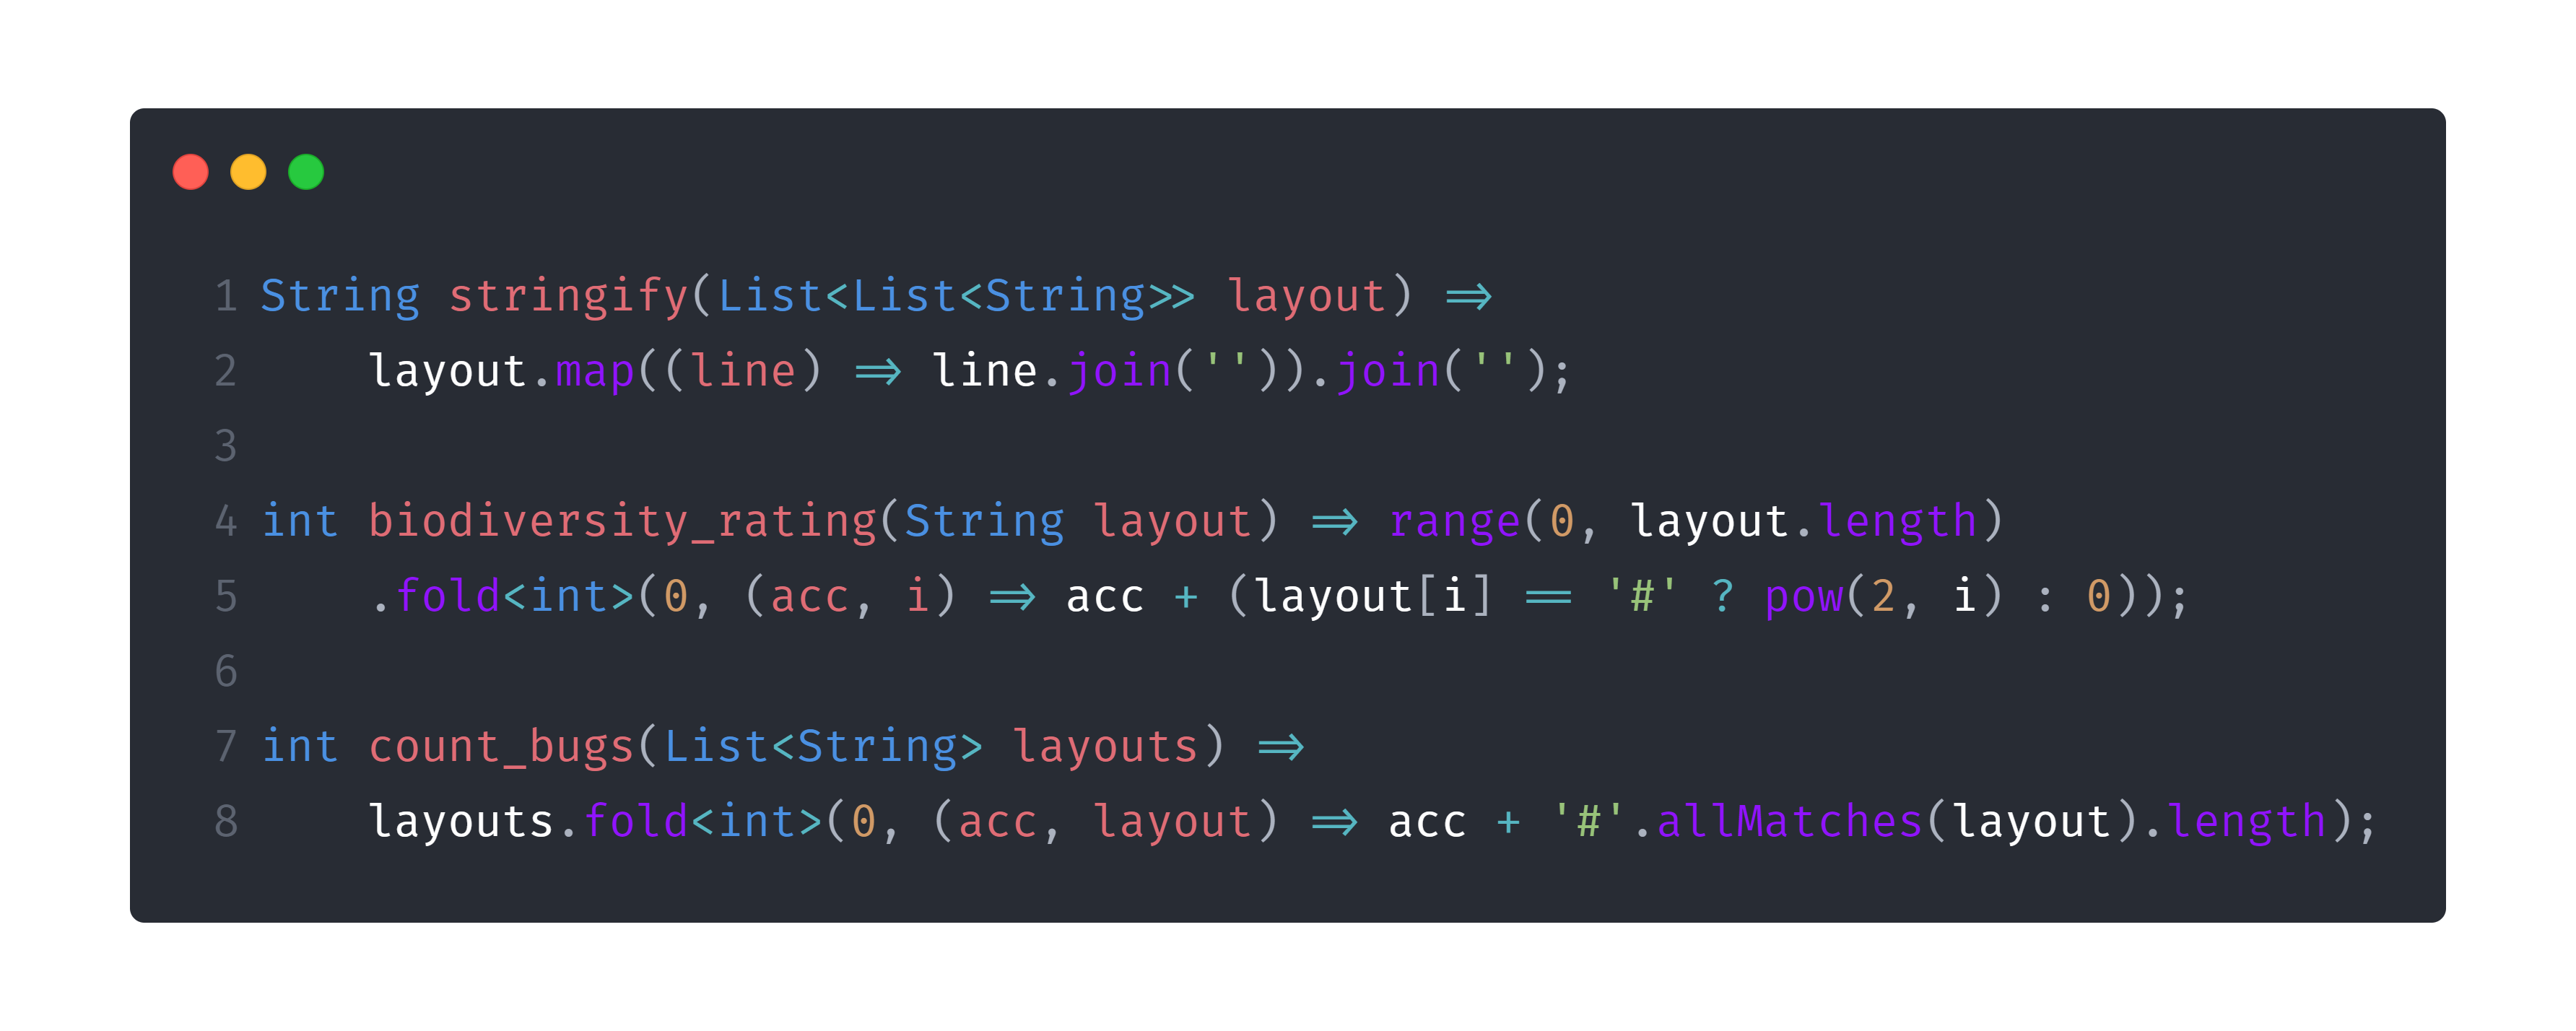 1 String stringify(List<List<String>> layout) =>
2     layout.map((line) => line.join('')).join('');
3
4 int biodiversity_rating(String layout) => range(0, layout.length)
5     .fold<int>(0, (acc, i) => acc + (layout[i] == '#' ? pow(2, i) : 0));
6
7 int count_bugs(List<String> layouts) =>
8     layouts.fold<int>(0, (acc, layout) => acc + '#'.allMatches(layout).length);